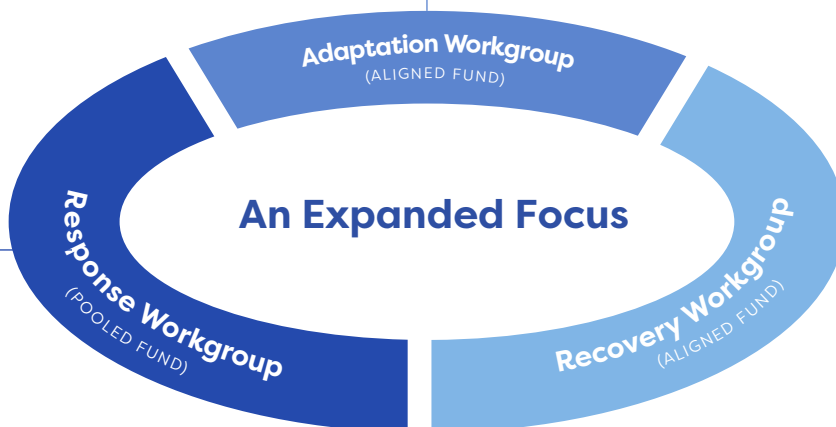 Adaptation Workgroup
(ALIGNED FUND)
An Expanded Focus
Response Workgroup
(POOLED FUND)
Recovery Workgroup
(ALIGNED FUND)